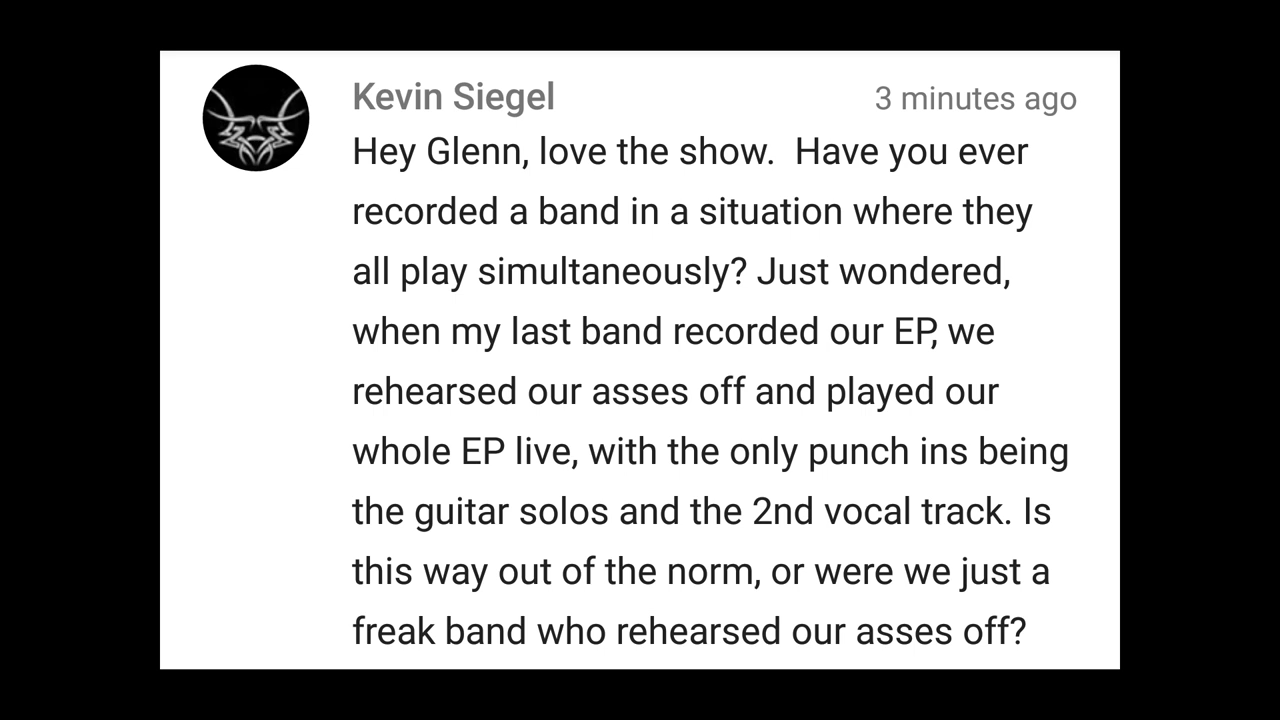 Kevin Siegel 3 minutes ago
Hey Glenn, love the show.  Have you ever
recorded a band in a situation where they
all play simultaneously? Just wondered,
when my last band recorded our EP, we
rehearsed our asses off and played our
whole EP live, with the only punch ins being
the guitar solos and the 2nd vocal track. Is
this way out of the norm, or were we just a
freak band who rehearsed our asses off?